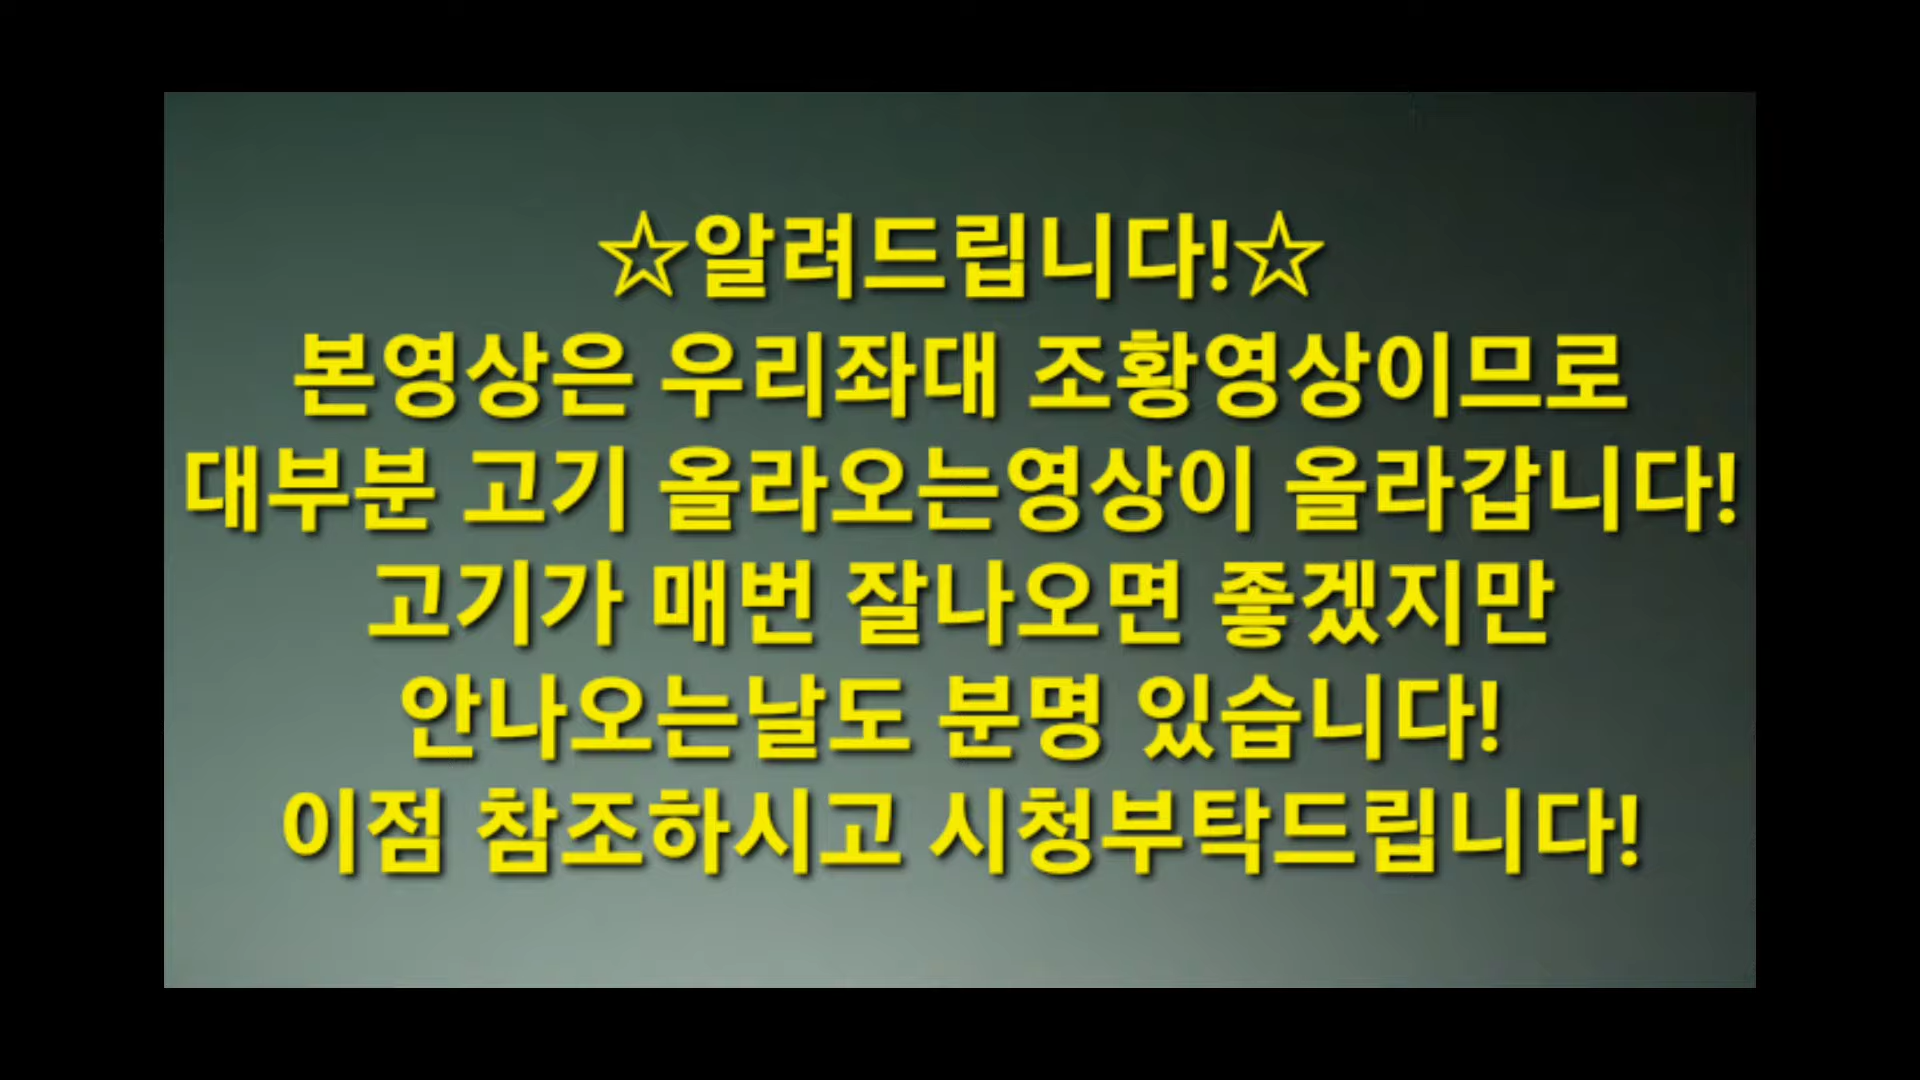 ☆알려드립니다!☆
본영상은 우리좌대 조황영상이므로
대부분 고기 올라오는영상이 올라갑니다!
고기가 매번 잘나오면 좋겠지만
안나오는날도 분명 있습니다!
이점 참조하시고 시청부탁드립니다!